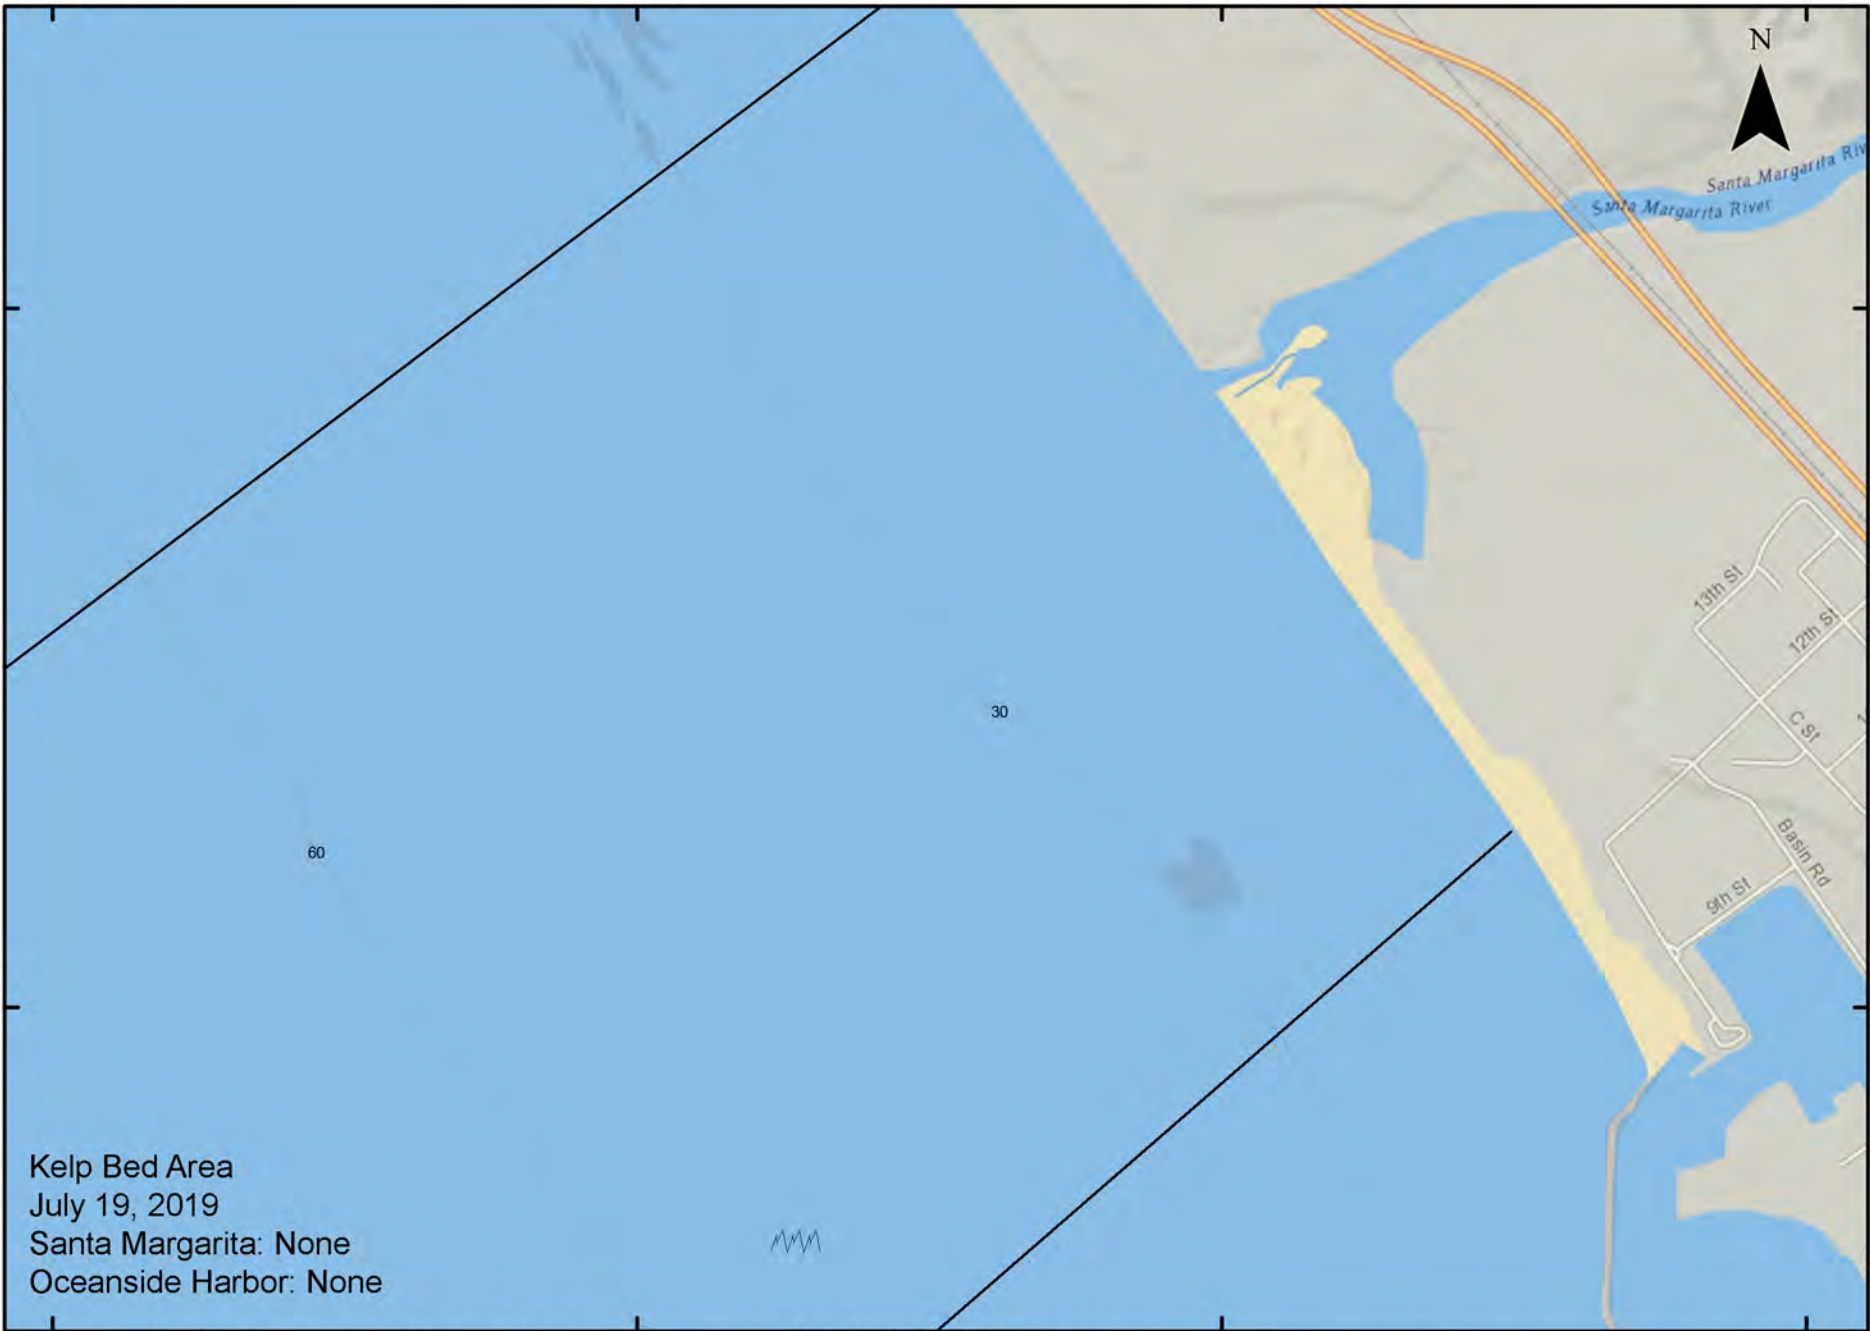 N
Santa Margarita Riv
Santa Margarita River
13th St
12th St
30
C St
1
60
Basin Rd
9th St
Kelp Bed Area
July 19, 2019
Santa Margarita: None
Oceanside Harbor: None